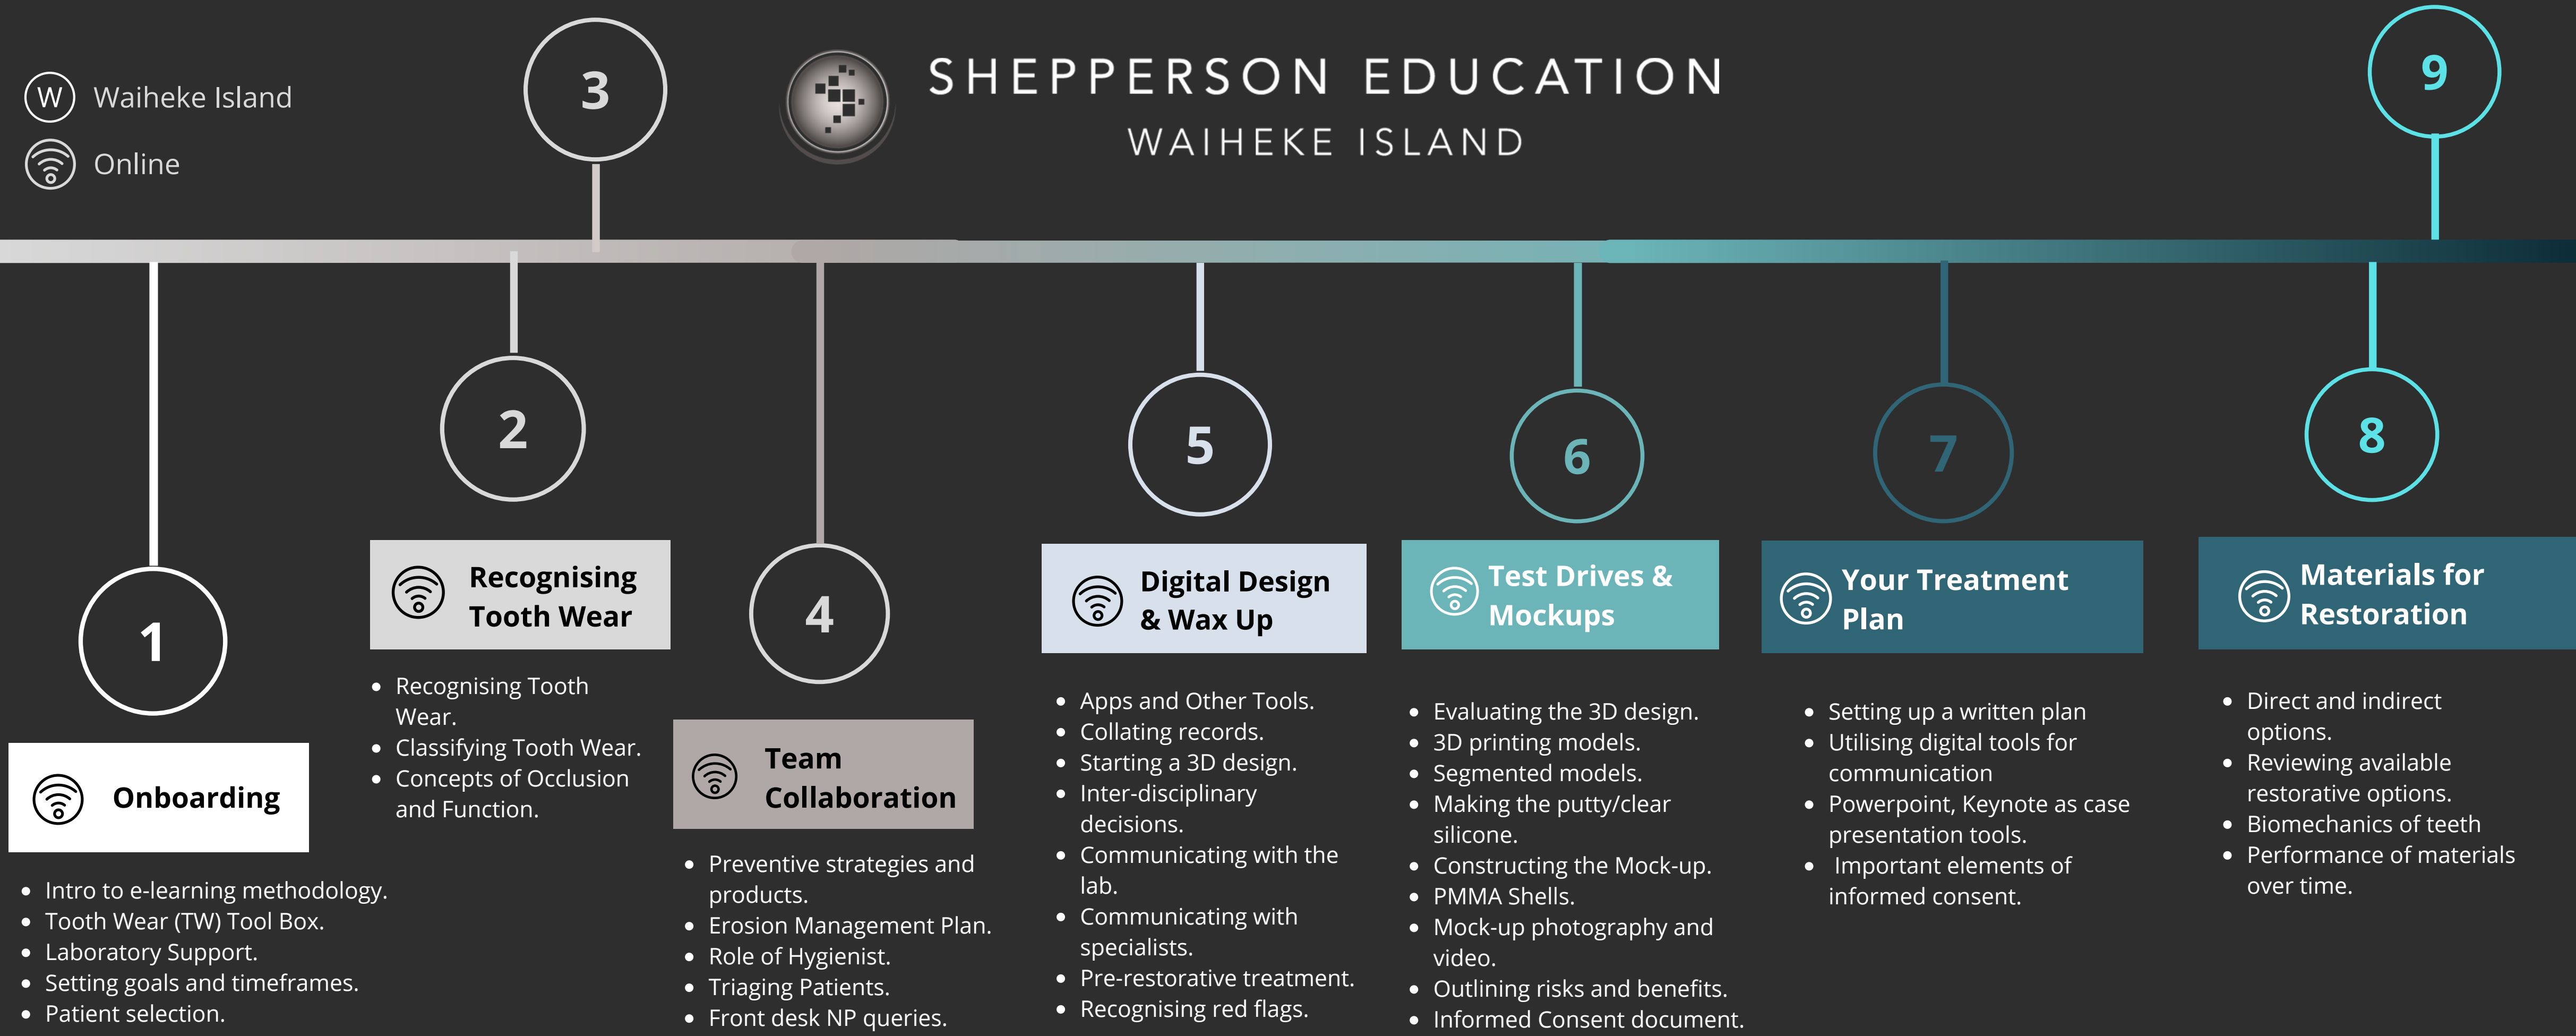 W Waiheke Island
Online
3
SHEPPERSON EDUCATION
WAIHEKE ISLAND
9
1
Onboarding
• Intro to e-learning methodology.
• Tooth Wear (TW) Tool Box.
• Laboratory Support.
• Setting goals and timeframes.
• Patient selection.
2
Recognising
Tooth Wear
• Recognising Tooth
Wear.
• Classifying Tooth Wear.
• Concepts of Occlusion
and Function.
4
Team
Collaboration
• Preventive strategies and
products.
• Erosion Management Plan.
• Role of Hygienist.
• Triaging Patients.
• Front desk NP queries.
5
Digital Design
& Wax Up
• Apps and Other Tools.
• Collating records.
• Starting a 3D design.
• Inter-disciplinary
decisions.
• Communicating with the
lab.
• Communicating with
specialists.
• Pre-restorative treatment.
• Recognising red flags.
6
Test Drives &
Mockups
• Evaluating the 3D design.
• 3D printing models.
• Segmented models.
• Making the putty/clear
silicone.
• Constructing the Mock-up.
• PMMA Shells.
• Mock-up photography and
video.
• Outlining risks and benefits.
• Informed Consent document.
7
Your Treatment
Plan
• Setting up a written plan
• Utilising digital tools for
communication
• Powerpoint, Keynote as case
presentation tools.
• Important elements of
informed consent.
8
Materials for
Restoration
• Direct and indirect
options.
• Reviewing available
restorative options.
• Biomechanics of teeth
• Performance of materials
over time.